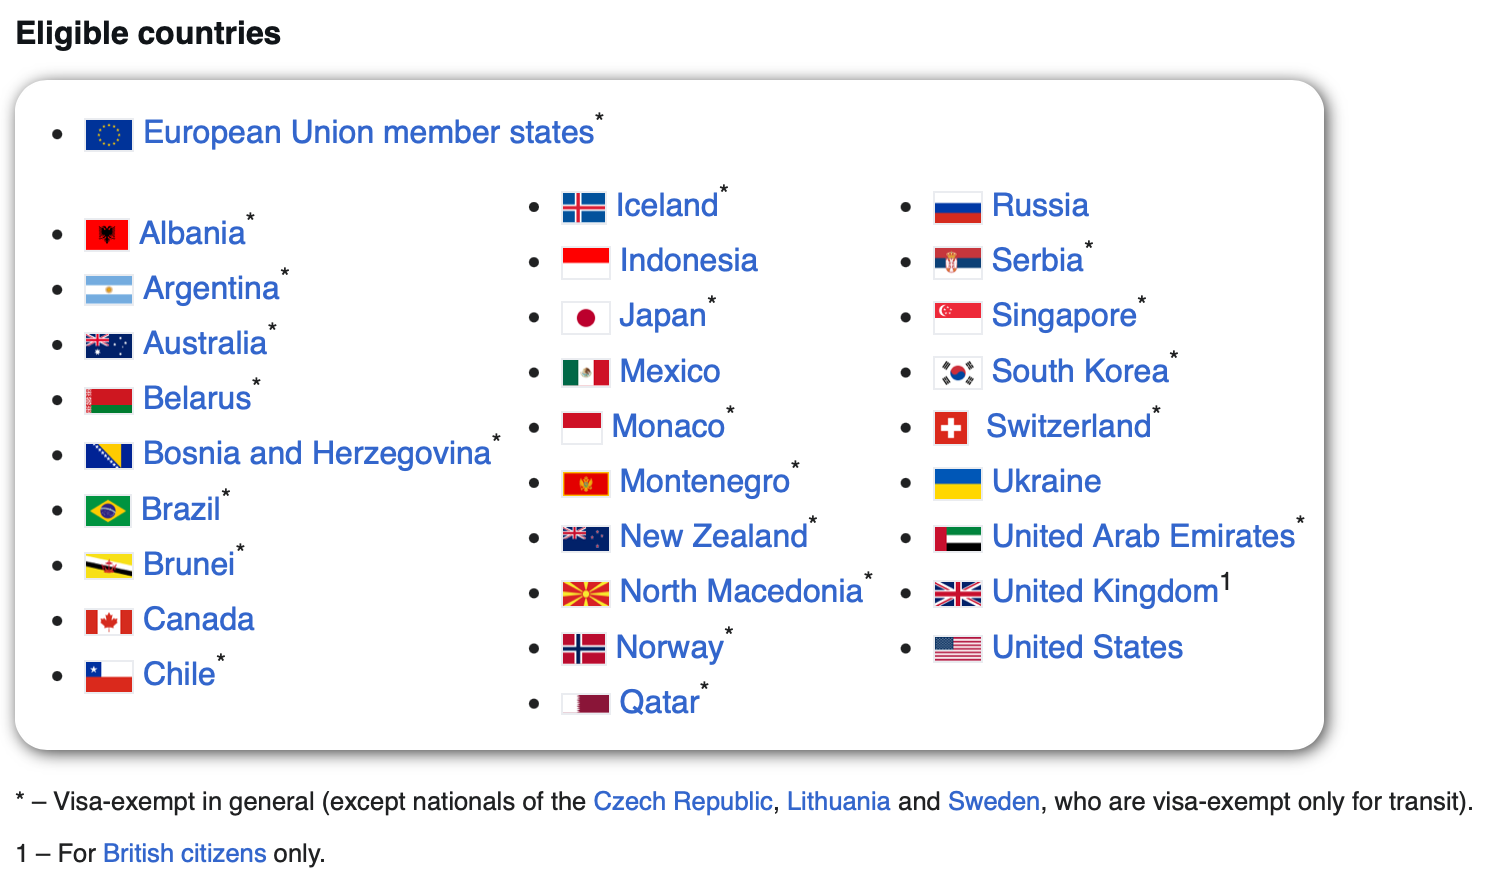 Eligible countries
European Union member states*
Albania*
Argentina*
Australia*
Belarus*
Bosnia and Herzegovina*
Brazil*
Brunei*
Canada
Chile*
Iceland*
Indonesia
Japan*
Mexico
Monaco*
Montenegro*
New Zealand*
North Macedonia*
Norway*
Qatar*
Russia
Serbia*
Singapore*
South Korea*
Switzerland*
Ukraine
United Arab Emirates*
United Kingdom1
United States
* – Visa-exempt in general (except nationals of the Czech Republic, Lithuania and Sweden, who are visa-exempt only for transit).
1 – For British citizens only.